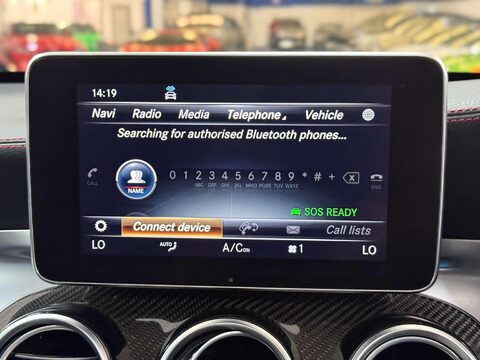 14:19
Navi Radio Media Telephone Vehicle
Searching for authorised Bluetooth phones...
0 1 2 3 4 5 6 7 8 9 * # +
ABC DEF GHI JKL MNO PQRS TUV WXYZ
CALL NAME END
SOS READY
Connect device Call lists
LO AUTO A/C ON 1 LO